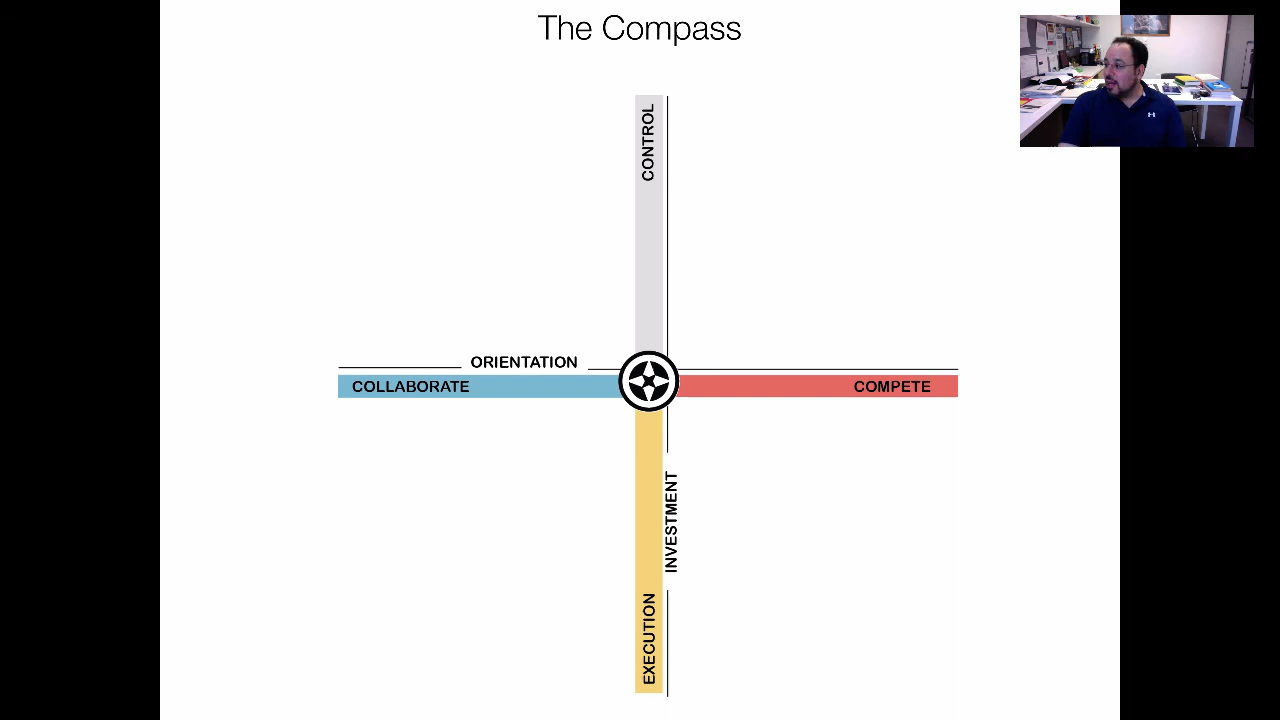 The Compass
CONTROL
ORIENTATION
COLLABORATE
COMPETE
INVESTMENT
EXECUTION